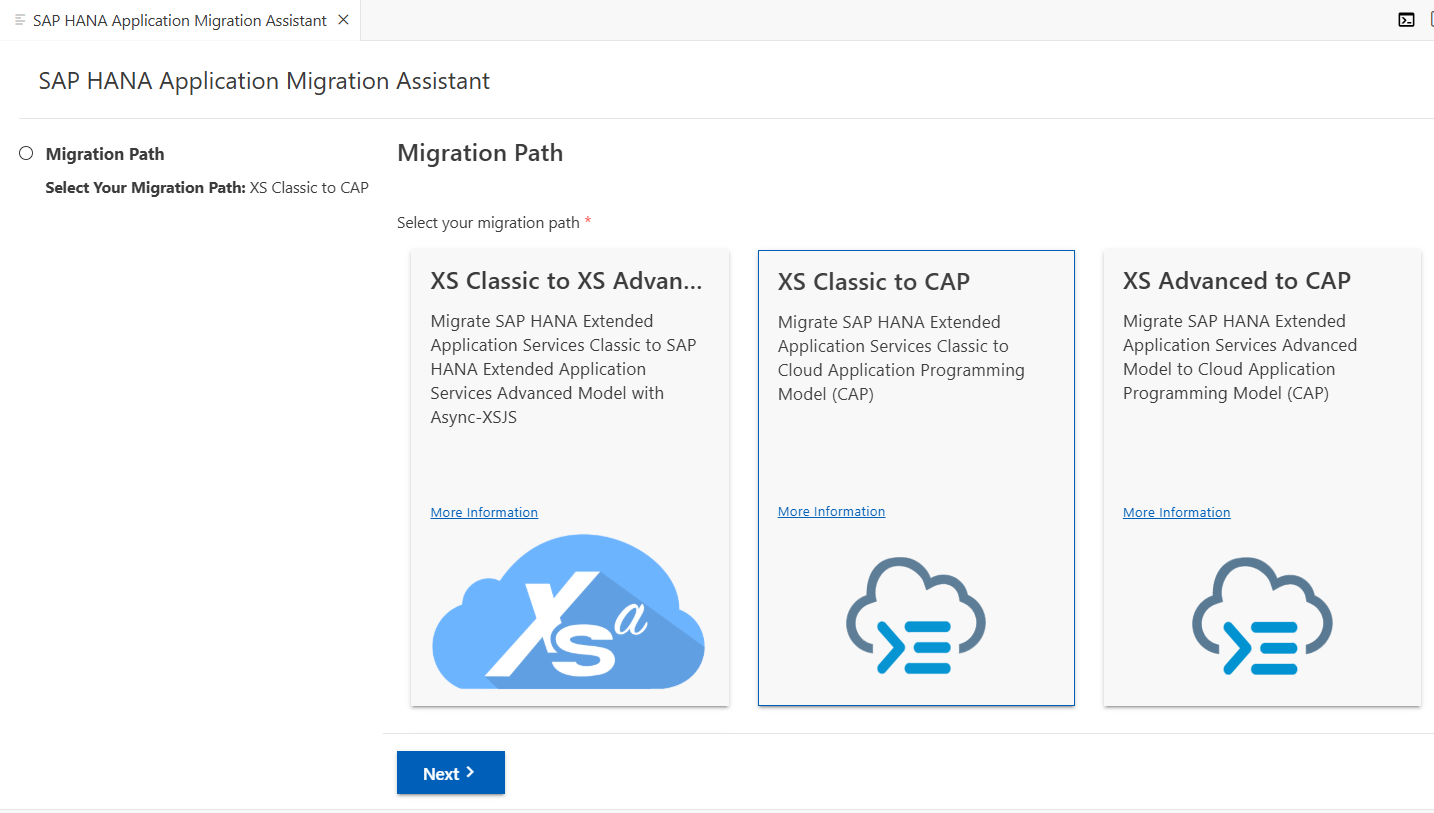 SAP HANA Application Migration Assistant
SAP HANA Application Migration Assistant
Migration Path
Select Your Migration Path: XS Classic to CAP
Migration Path
Select your migration path *
XS Classic to XS Advan...
Migrate SAP HANA Extended
Application Services Classic to SAP
HANA Extended Application
Services Advanced Model with
Async-XSJS
More Information
XSa
XS Classic to CAP
Migrate SAP HANA Extended
Application Services Classic to
Cloud Application Programming
Model (CAP)
More Information
XS Advanced to CAP
Migrate SAP HANA Extended
Application Services Advanced
Model to Cloud Application
Programming Model (CAP)
More Information
Next